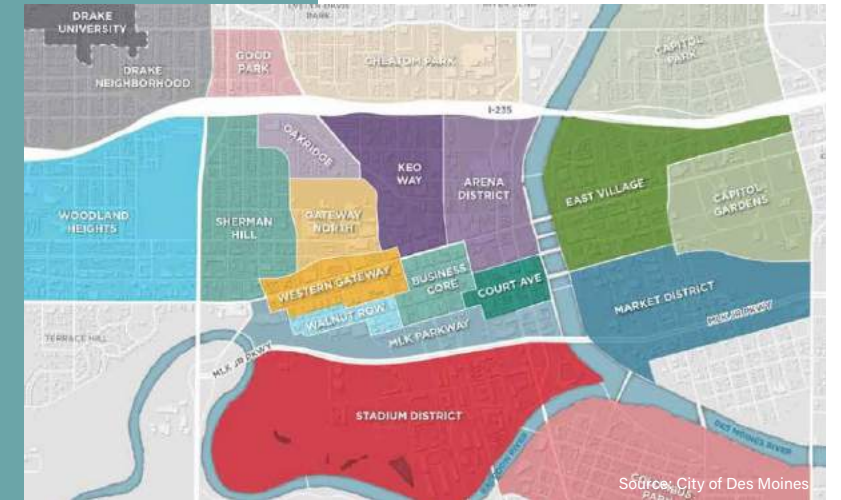 DRAKE
UNIVERSITY
DRAKE
NEIGHBORHOOD
GOOD
PARK
CHEATOM PARK
CAPITOL
PARK
I-235
OAKRIDGE
KEO
WAY
ARENA
DISTRICT
EAST VILLAGE
CAPITOL
GARDENS
WOODLAND
HEIGHTS
SHERMAN
HILL
GATEWAY
NORTH
WESTERN GATEWAY
BUSINESS
CORE
COURT AVE
WALNUT ROW
MLK PARKWAY
MARKET DISTRICT
MLK JR PKWY
TERRACE HILL
MLK JR PKWY
STADIUM DISTRICT
RACCOON RIVER
DES MOINES RIVER
Source: City of Des Moines